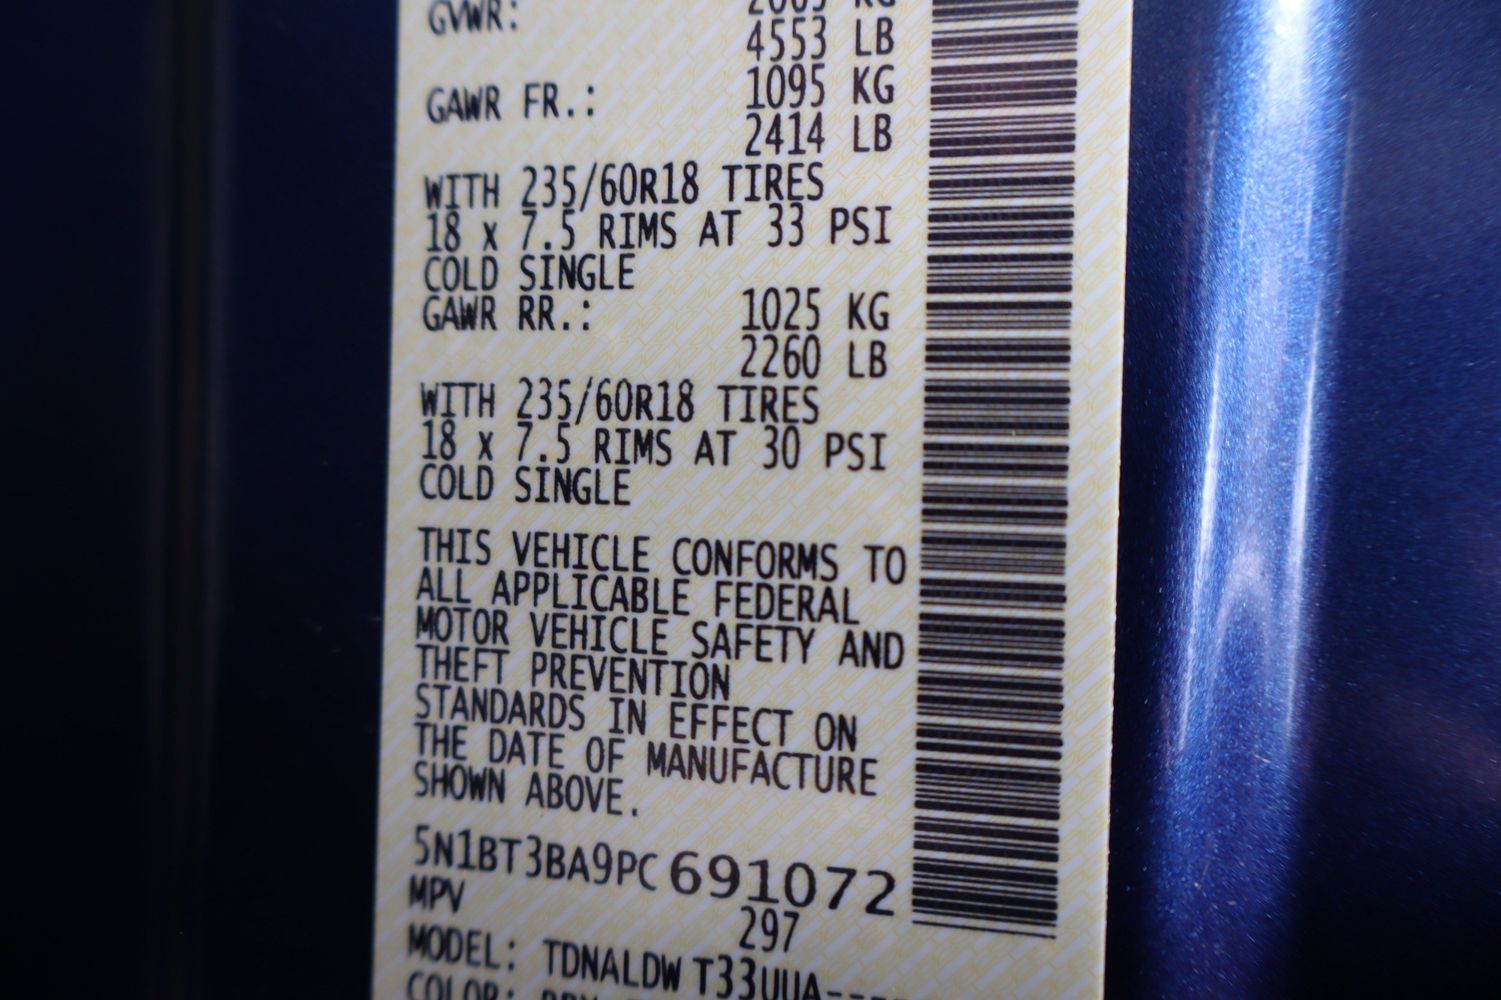 GVWR:
4553 LB
GAWR FR.: 1095 KG
2414 LB
WITH 235/60R18 TIRES
18 x 7.5 RIMS AT 33 PSI
COLD SINGLE
GAWR RR.: 1025 KG
2260 LB
WITH 235/60R18 TIRES
18 x 7.5 RIMS AT 30 PSI
COLD SINGLE
THIS VEHICLE CONFORMS TO
ALL APPLICABLE FEDERAL
MOTOR VEHICLE SAFETY AND
THEFT PREVENTION
STANDARDS IN EFFECT ON
THE DATE OF MANUFACTURE
SHOWN ABOVE.
5N1BT3BA9PC691072
MPV 297
MODEL: TDNALDW T33UUA----
COLOR: